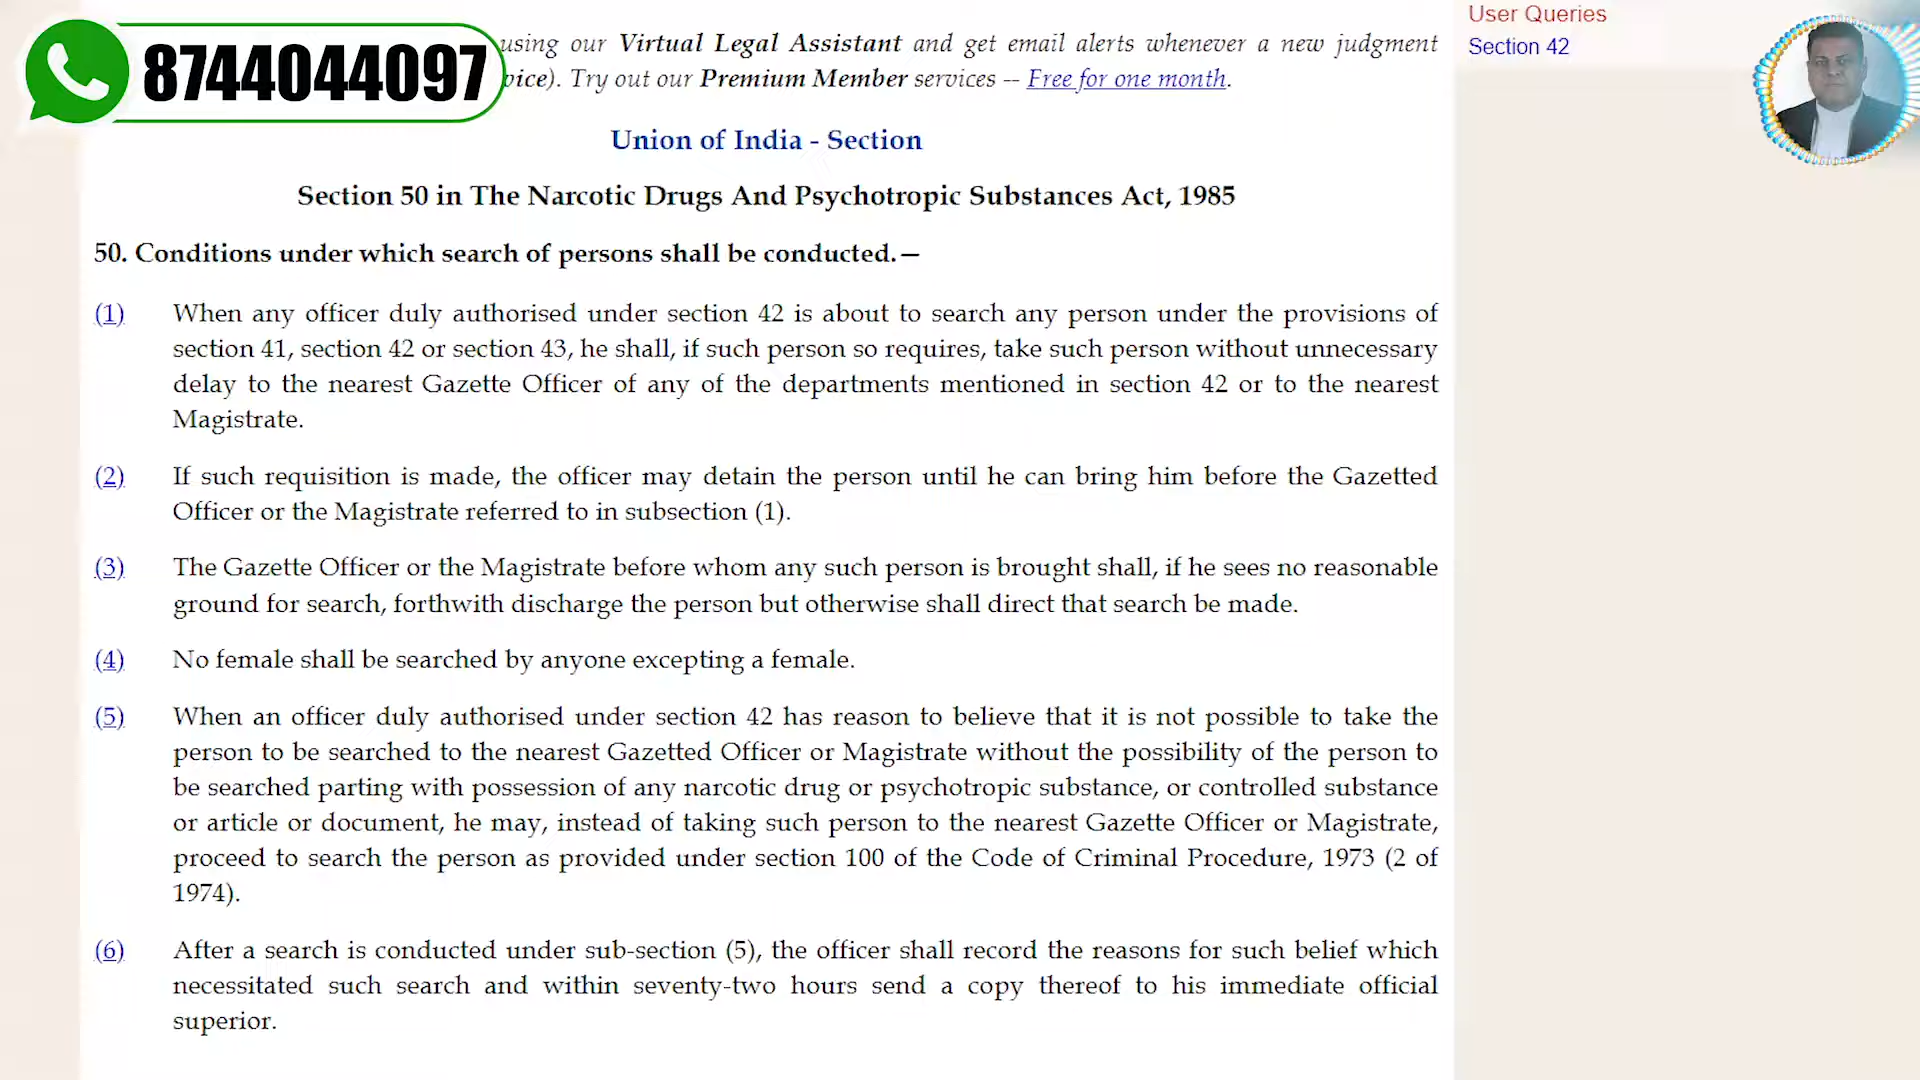 8744044097
using our Virtual Legal Assistant and get email alerts whenever a new judgment
vice). Try out our Premium Member services -- Free for one month.
User Queries
Section 42
Union of India - Section
Section 50 in The Narcotic Drugs And Psychotropic Substances Act, 1985
50. Conditions under which search of persons shall be conducted.—
(1) When any officer duly authorised under section 42 is about to search any person under the provisions of
section 41, section 42 or section 43, he shall, if such person so requires, take such person without unnecessary
delay to the nearest Gazette Officer of any of the departments mentioned in section 42 or to the nearest
Magistrate.
(2) If such requisition is made, the officer may detain the person until he can bring him before the Gazetted
Officer or the Magistrate referred to in subsection (1).
(3) The Gazette Officer or the Magistrate before whom any such person is brought shall, if he sees no reasonable
ground for search, forthwith discharge the person but otherwise shall direct that search be made.
(4) No female shall be searched by anyone excepting a female.
(5) When an officer duly authorised under section 42 has reason to believe that it is not possible to take the
person to be searched to the nearest Gazetted Officer or Magistrate without the possibility of the person to
be searched parting with possession of any narcotic drug or psychotropic substance, or controlled substance
or article or document, he may, instead of taking such person to the nearest Gazette Officer or Magistrate,
proceed to search the person as provided under section 100 of the Code of Criminal Procedure, 1973 (2 of
1974).
(6) After a search is conducted under sub-section (5), the officer shall record the reasons for such belief which
necessitated such search and within seventy-two hours send a copy thereof to his immediate official
superior.